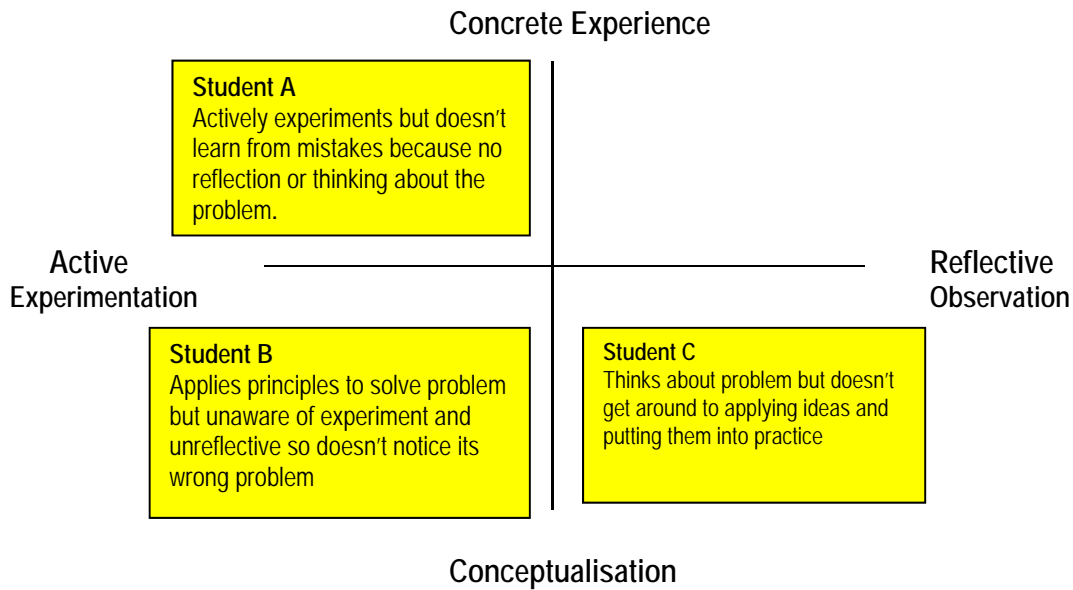 Concrete Experience
Student A
Actively experiments but doesn't
learn from mistakes because no
reflection or thinking about the
problem.
Active
Experimentation
Reflective
Observation
Student B
Applies principles to solve problem
but unaware of experiment and
unreflective so doesn't notice its
wrong problem
Student C
Thinks about problem but doesn't
get around to applying ideas and
putting them into practice
Conceptualisation